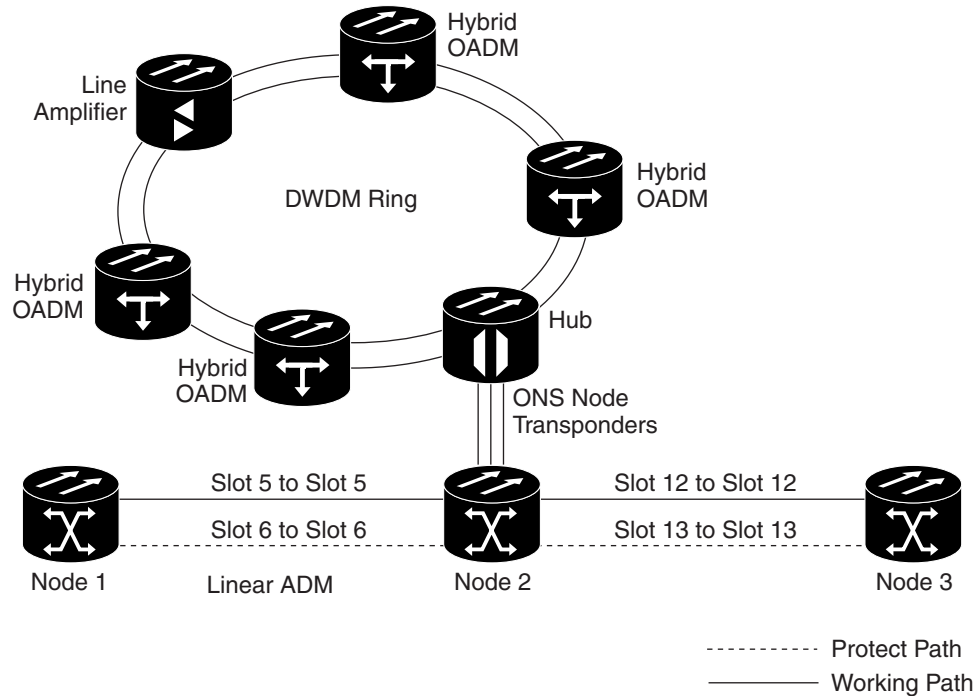 Hybrid
OADM
Line
Amplifier
DWDM Ring
Hybrid
OADM
Hybrid
OADM
Hub
Hybrid
OADM
ONS Node
Transponders
Slot 5 to Slot 5
Slot 12 to Slot 12
Slot 6 to Slot 6
Slot 13 to Slot 13
Node 1
Linear ADM
Node 2
Node 3
Protect Path
Working Path